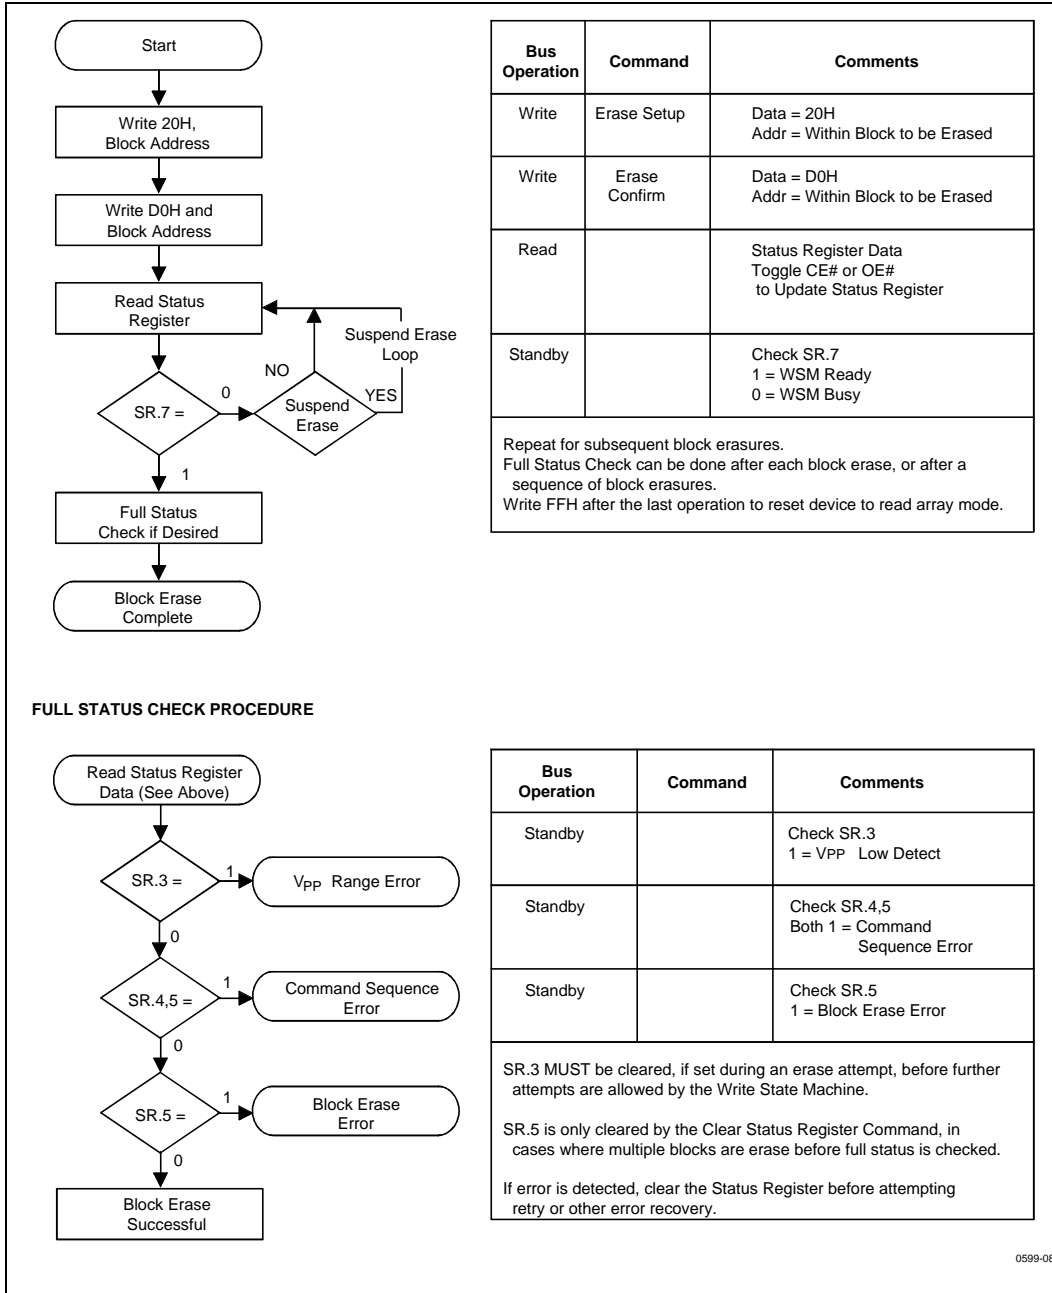 Start
Write 20H,
Block Address
Write D0H and
Block Address
Read Status
Register
Suspend Erase
Loop
NO
YES
0
SR.7 =
Suspend
Erase
1
Full Status
Check if Desired
Block Erase
Complete
Bus
Operation
Command
Comments
Write
Erase Setup
Data = 20H
Addr = Within Block to be Erased
Write
Erase
Confirm
Data = D0H
Addr = Within Block to be Erased
Read
Status Register Data
Toggle CE# or OE#
to Update Status Register
Standby
Check SR.7
1 = WSM Ready
0 = WSM Busy
Repeat for subsequent block erasures.
Full Status Check can be done after each block erase, or after a
sequence of block erasures.
Write FFH after the last operation to reset device to read array mode.
FULL STATUS CHECK PROCEDURE
Read Status Register
Data (See Above)
SR.3 =
1
VPP Range Error
0
SR.4,5 =
1
Command Sequence
Error
0
SR.5 =
1
Block Erase
Error
0
Block Erase
Successful
Bus
Operation
Command
Comments
Standby
Check SR.3
1 = VPP Low Detect
Standby
Check SR.4,5
Both 1 = Command
Sequence Error
Standby
Check SR.5
1 = Block Erase Error
SR.3 MUST be cleared, if set during an erase attempt, before further
attempts are allowed by the Write State Machine.
SR.5 is only cleared by the Clear Status Register Command, in
cases where multiple blocks are erase before full status is checked.
If error is detected, clear the Status Register before attempting
retry or other error recovery.
0599-08